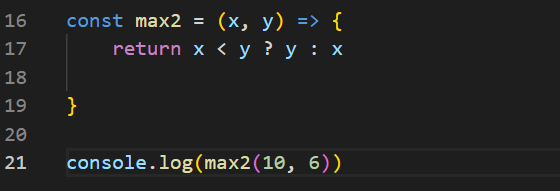 16 const max2 = (x, y) => {
17     return x < y ? y : x
18
19 }
20
21 console.log(max2(10, 6))